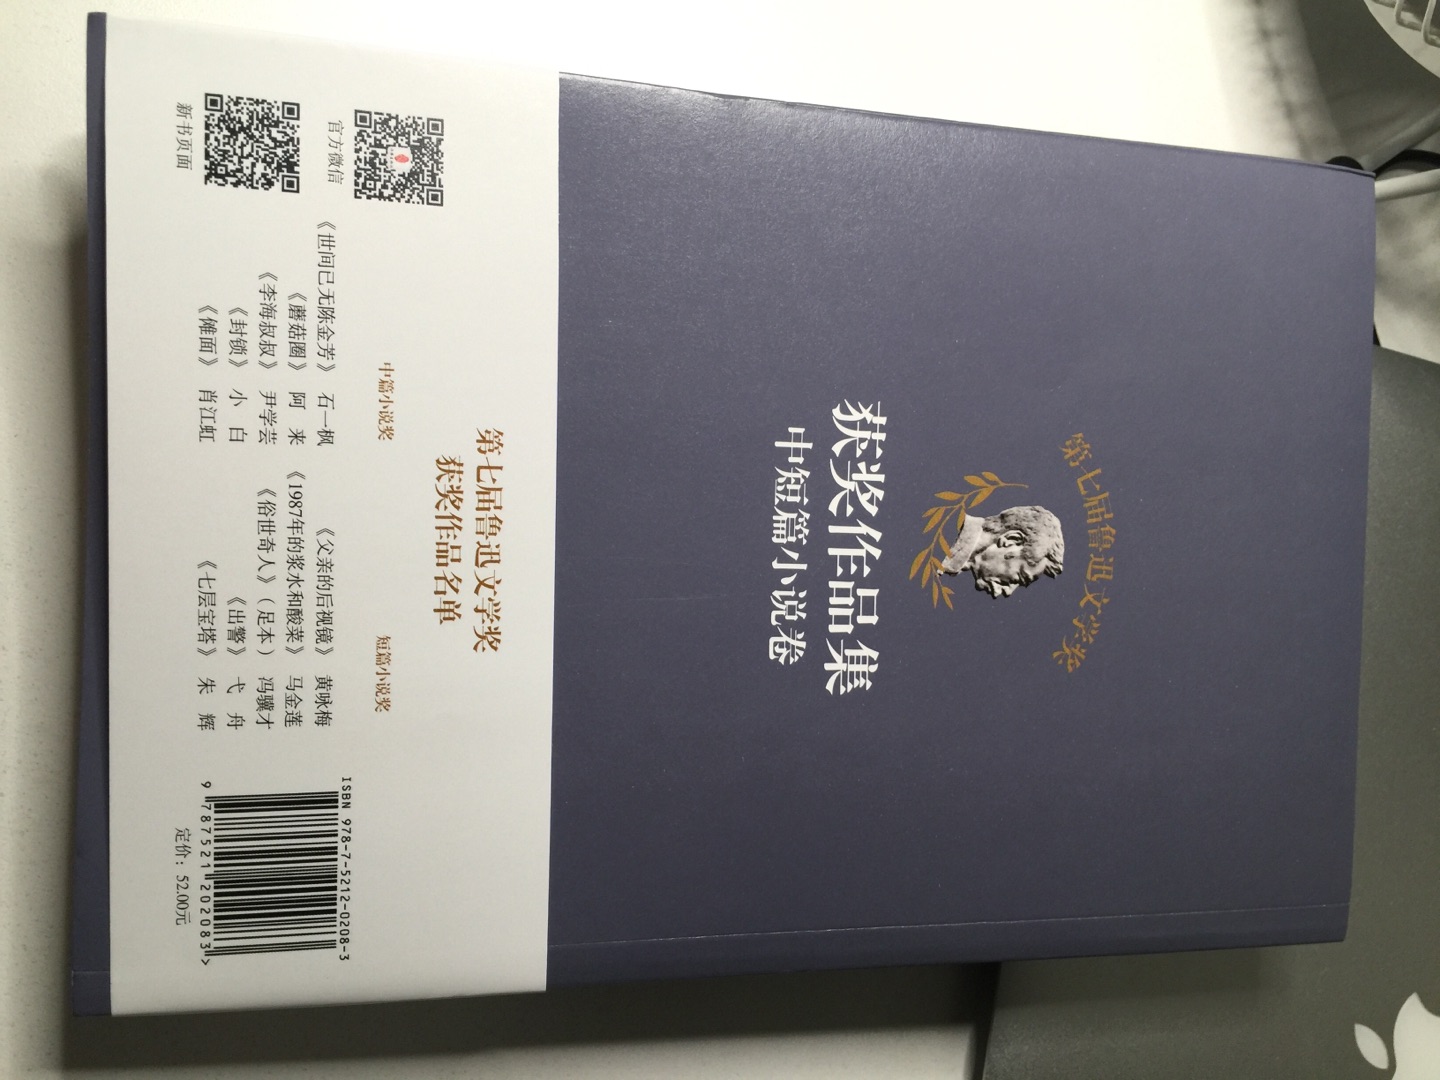 第七届鲁迅文学奖
获奖作品集
中短篇小说卷
第七届鲁迅文学奖
获奖作品名单
中篇小说奖
《世间已无陈金芳》 石一枫
《蘑菇圈》 阿 来
《李海叔叔》 尹学芸
《封锁》 小 白
《傩面》 肖江虹
短篇小说奖
《父亲的后视镜》 黄咏梅
《1987年的浆水和酸菜》 马金莲
《俗世奇人》（足本） 冯骥才
《出警》 弋 舟
《七层宝塔》 朱 辉
官方微信
新书页面
ISBN 978-7-5212-0208-3
9 787521 202083 >
定价：52.00元